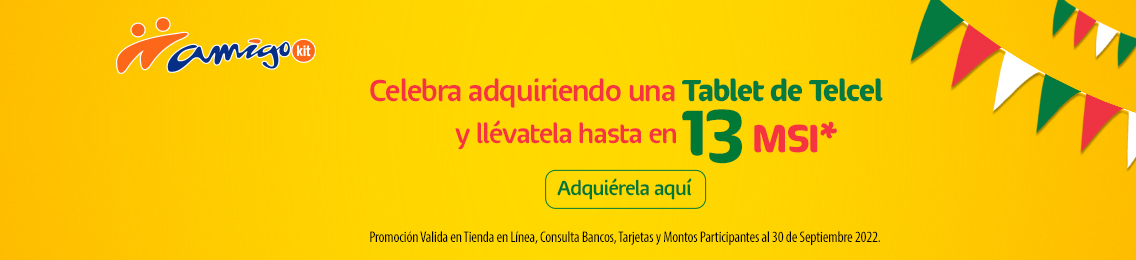 amigo kit
Celebra adquiriendo una Tablet de Telcel
y llévatela hasta en 13 MSI*
Adquiérela aquí
Promoción Valida en Tienda en Línea, Consulta Bancos, Tarjetas y Montos Participantes al 30 de Septiembre 2022.